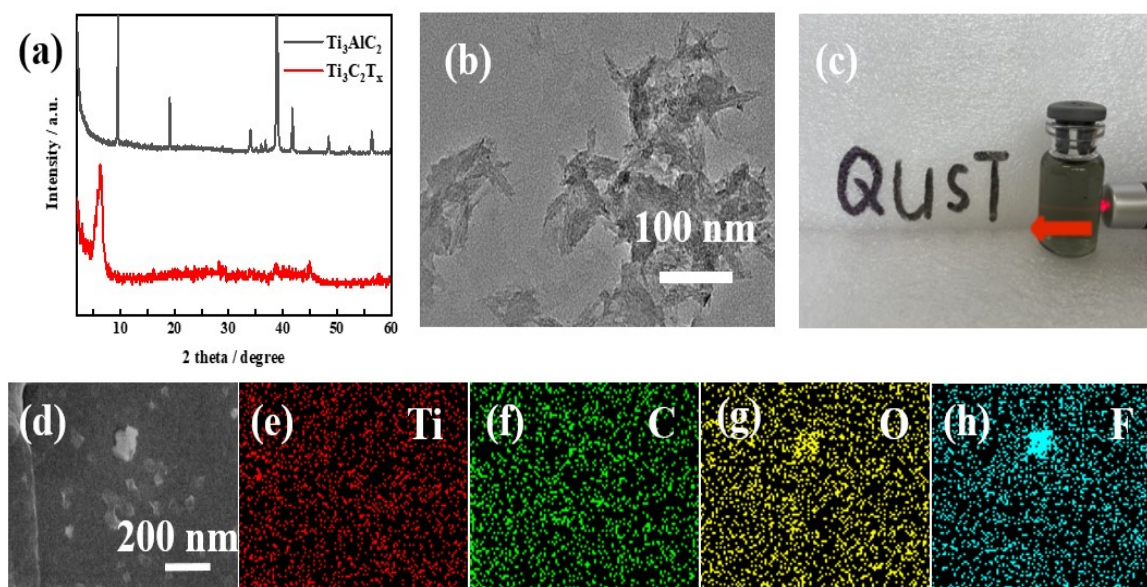 (a)
Ti₃AlC₂
Ti₃C₂Tₓ
Intensity / a.u.
10 20 30 40 50 60
2 theta / degree
(b)
100 nm
(c)
QUST
(d)
200 nm
(e)
Ti
(f)
C
(g)
O
(h)
F